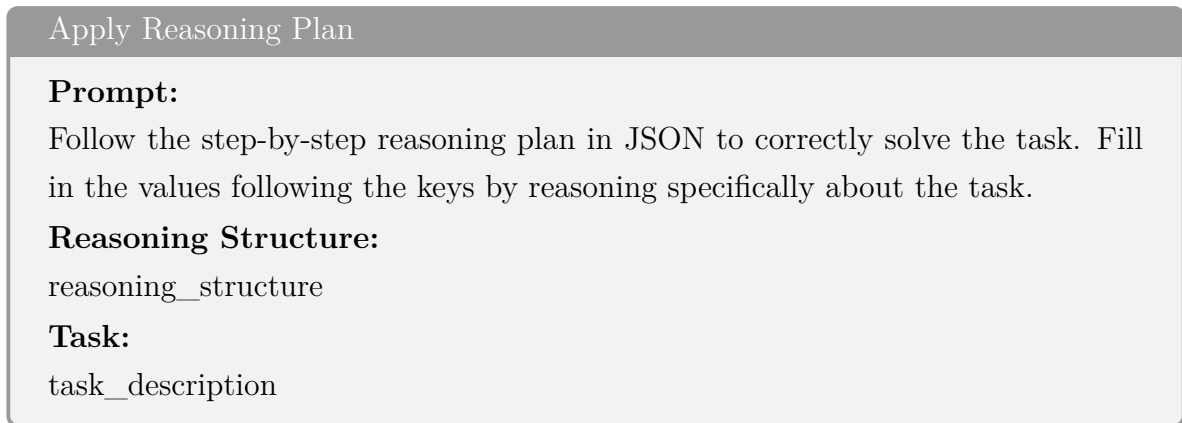 Apply Reasoning Plan
Prompt:
Follow the step-by-step reasoning plan in JSON to correctly solve the task. Fill
in the values following the keys by reasoning specifically about the task.
Reasoning Structure:
reasoning_structure
Task:
task_description